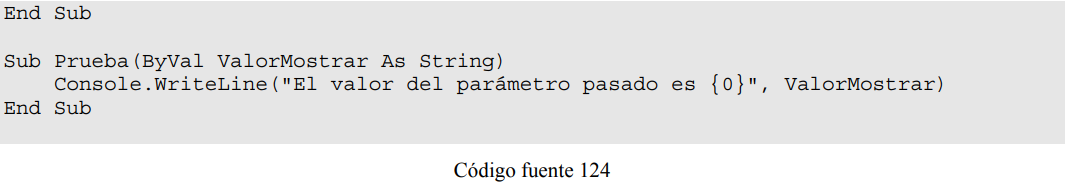 End Sub
Sub Prueba(ByVal ValorMostrar As String)
    Console.WriteLine("El valor del parámetro pasado es {0}", ValorMostrar)
End Sub
Código fuente 124